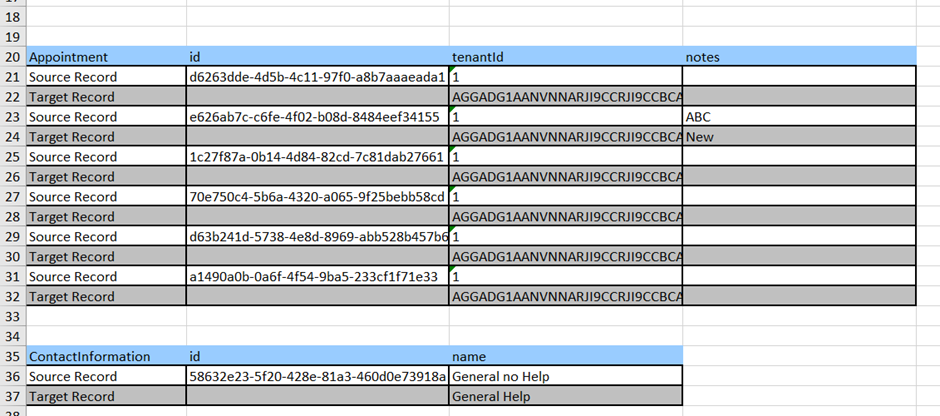 18
19
20 Appointment id tenantId notes
21 Source Record d6263dde-4d5b-4c11-97f0-a8b7aaaeada1 1
22 Target Record AGGADG1AANVNNARJI9CCRJI9CCBCA
23 Source Record e626ab7c-c6fe-4f02-b08d-8484eef34155 1 ABC
24 Target Record AGGADG1AANVNNARJI9CCRJI9CCBCA New
25 Source Record 1c27f87a-0b14-4d84-82cd-7c81dab27661 1
26 Target Record AGGADG1AANVNNARJI9CCRJI9CCBCA
27 Source Record 70e750c4-5b6a-4320-a065-9f25bebb58cd 1
28 Target Record AGGADG1AANVNNARJI9CCRJI9CCBCA
29 Source Record d63b241d-5738-4e8d-8969-abb528b457b6 1
30 Target Record AGGADG1AANVNNARJI9CCRJI9CCBCA
31 Source Record a1490a0b-0a6f-4f54-9ba5-233cf1f71e33 1
32 Target Record AGGADG1AANVNNARJI9CCRJI9CCBCA
33
34
35 ContactInformation id name
36 Source Record 58632e23-5f20-428e-81a3-460d0e73918a General no Help
37 Target Record General Help